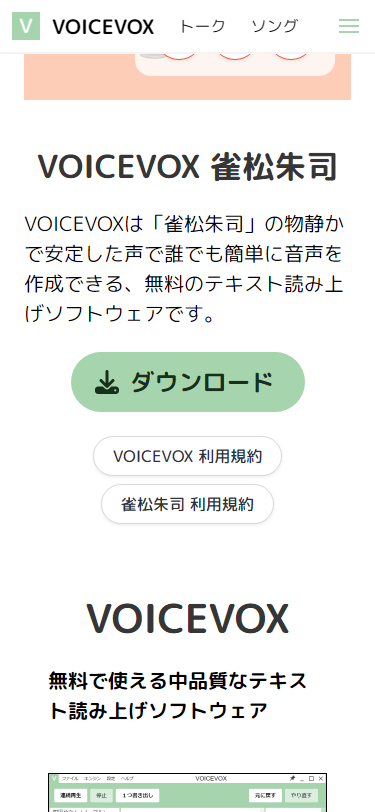 V VOICEVOX トーク ソング
VOICEVOX 雀松朱司
VOICEVOXは「雀松朱司」の物静か
で安定した声で誰でも簡単に音声を
作成できる、無料のテキスト読み上
げソフトウェアです。
ダウンロード
VOICEVOX 利用規約
雀松朱司 利用規約
VOICEVOX
無料で使える中品質なテキス
ト読み上げソフトウェア
V ファイル エンジン 設定 ヘルプ VOICEVOX
連続再生 停止 1つ書き出し 元に戻す やり直す